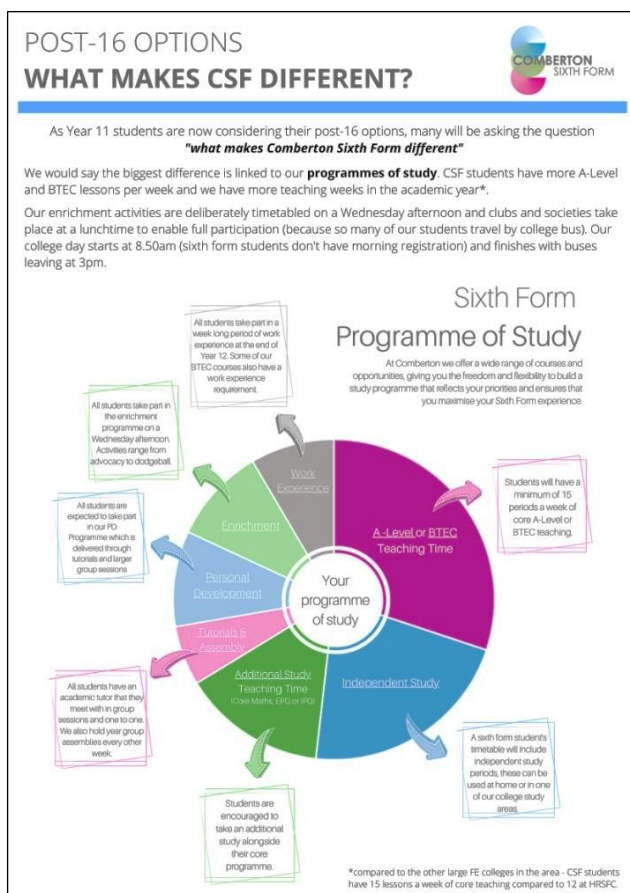 POST-16 OPTIONS
WHAT MAKES CSF DIFFERENT?
COMBERTON
SIXTH FORM
As Year 11 students are now considering their post-16 options, many will be asking the question
"what makes Comberton Sixth Form different"
We would say the biggest difference is linked to our programmes of study. CSF students have more A-Level
and BTEC lessons per week and we have more teaching weeks in the academic year*.
Our enrichment activities are deliberately timetabled on a Wednesday afternoon and clubs and societies take
place at a lunchtime to enable full participation (because so many of our students travel by college bus). Our
college day starts at 8.50am (sixth form students don't have morning registration) and finishes with buses
leaving at 3pm.
Sixth Form
Programme of Study
At Comberton we offer a wide range of courses and
opportunities, giving you the freedom and flexibility to build a
study programme that reflects your priorities and ensures that
you maximise your Sixth Form experience.
All students take part in a
week long period of work
experience at the end of
Year 12. Some of our
BTEC courses also have a
work experience
requirement.
All students take part in
the enrichment
programme on a
Wednesday afternoon.
Activities range from
advocacy to dodgeball.
All students are
expected to take part
in our PD
Programme which is
delivered through
tutorials and larger
group sessions
All students have an
academic tutor that they
meet with in group
sessions and one to one.
We also hold year group
assemblies every other
week.
Students are
encouraged to
take an additional
study alongside
their core
programme.
A sixth form student's
timetable will include
independent study
periods, these can be
used at home or in one
of our college study
areas.
Students will have a
minimum of 15
periods a week of
core A-Level or
BTEC teaching.
Work
Experience
Enrichment
Personal
Development
Tutorials &
Assembly
Additional Study
Teaching Time
(Core Maths, EPQ or IPQ)
Independent Study
A -Level or BTEC
Teaching Time
Your
programme
of study
*compared to the other large FE colleges in the area - CSF students
have 15 lessons a week of core teaching compared to 12 at HRSFC.